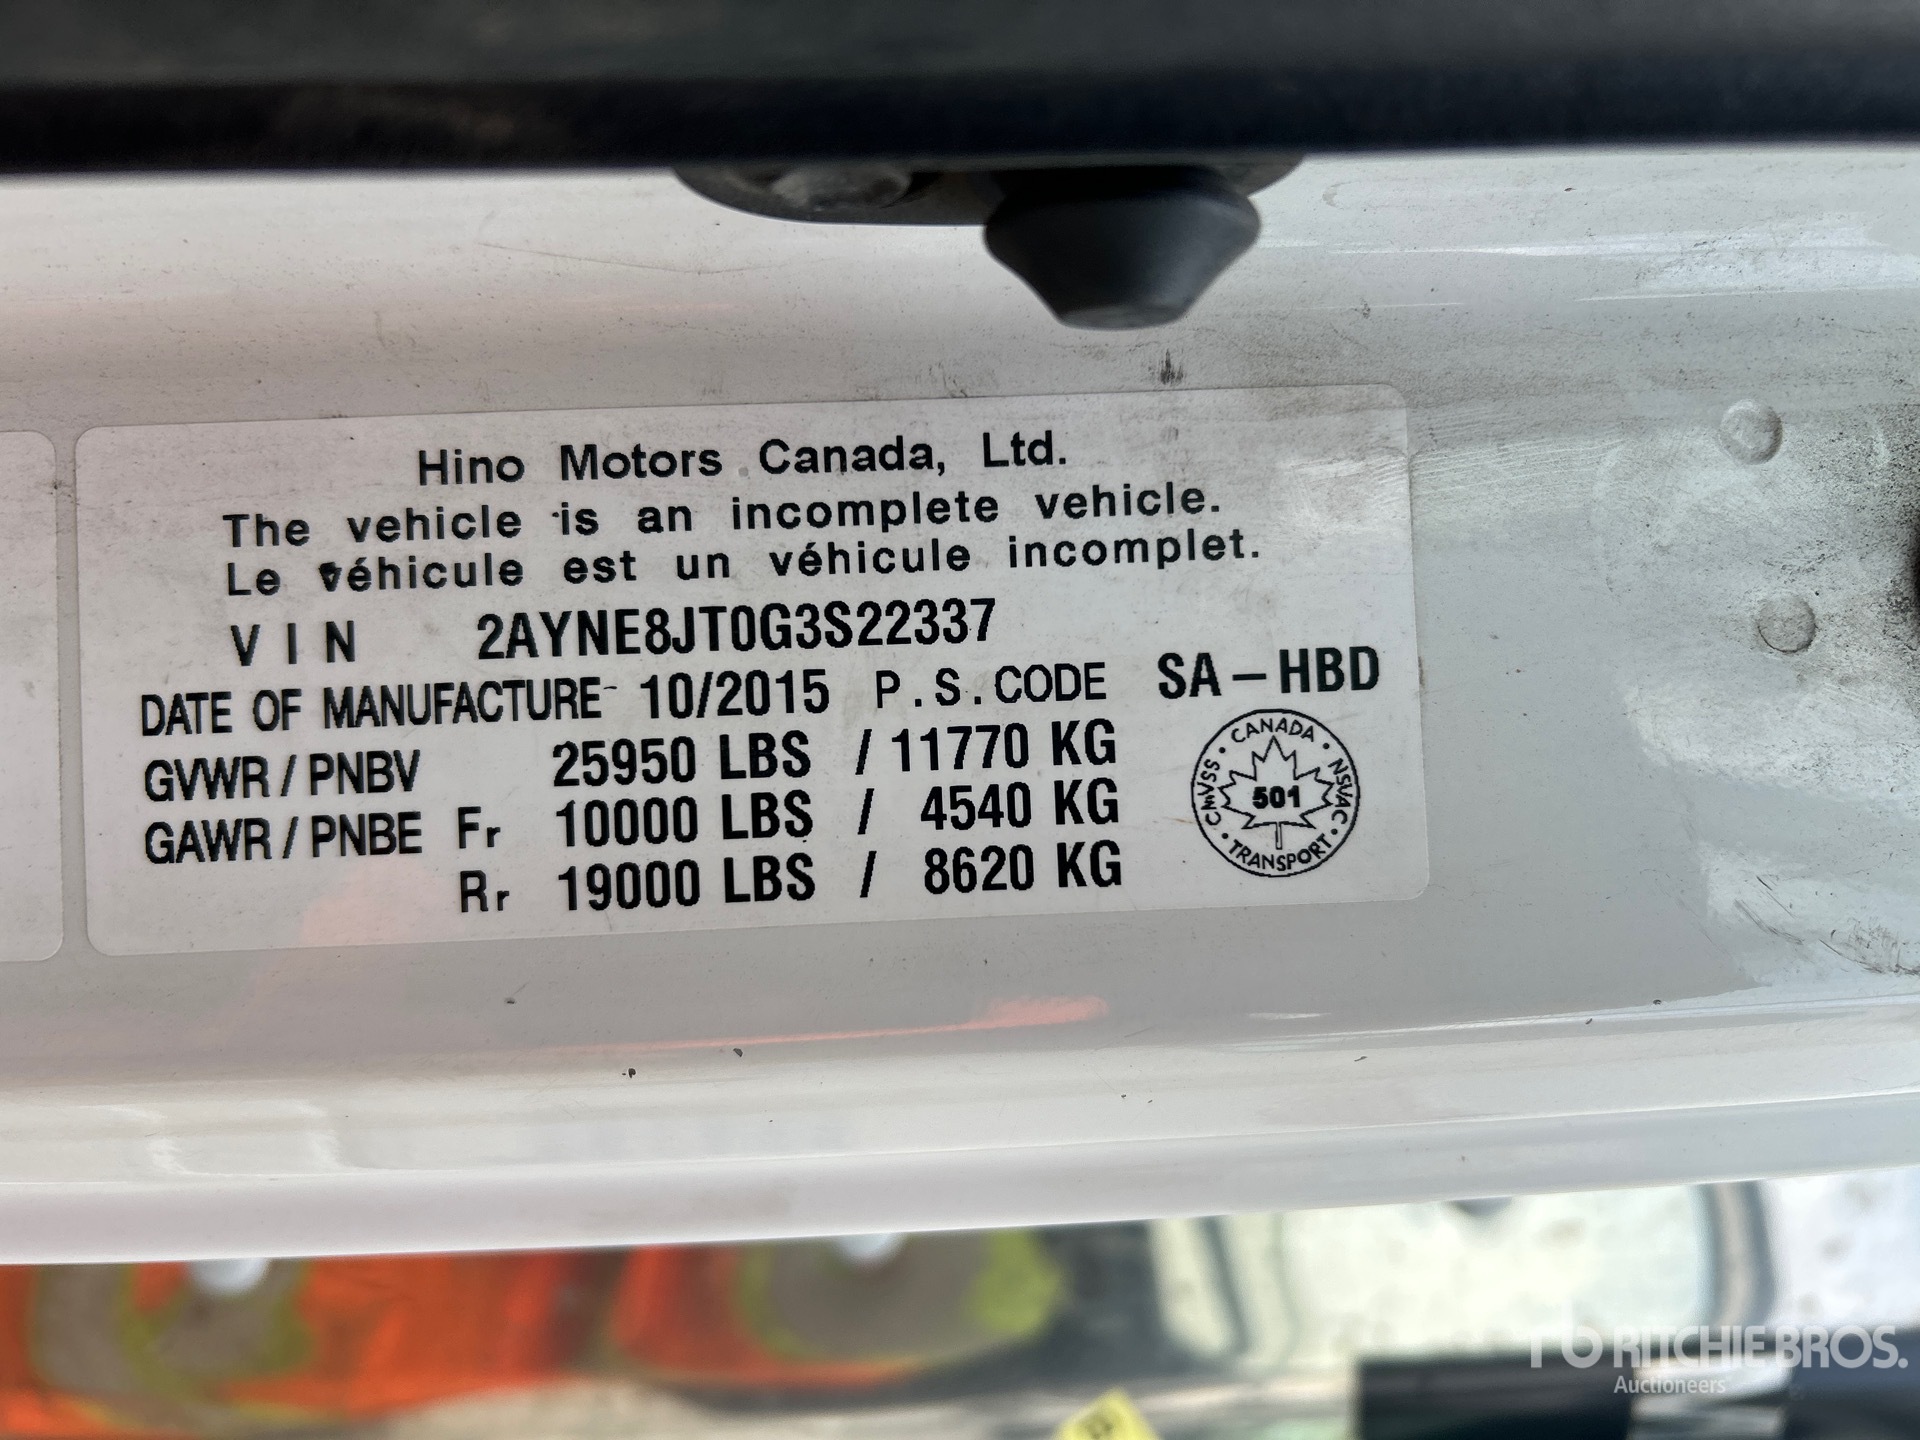 Hino Motors Canada, Ltd.
The vehicle is an incomplete vehicle.
Le véhicule est un véhicule incomplet.
VIN 2AYNE8JT0G3S22337
DATE OF MANUFACTURE 10/2015 P.S.CODE SA-HBD
GVWR/PNBV 25950 LBS / 11770 KG
GAWR/PNBE Fr 10000 LBS / 4540 KG
Rr 19000 LBS / 8620 KG
CANADA · NSVAC · TRANSPORT · CMVSS ·
501
RITCHIE BROS.
Auctioneers